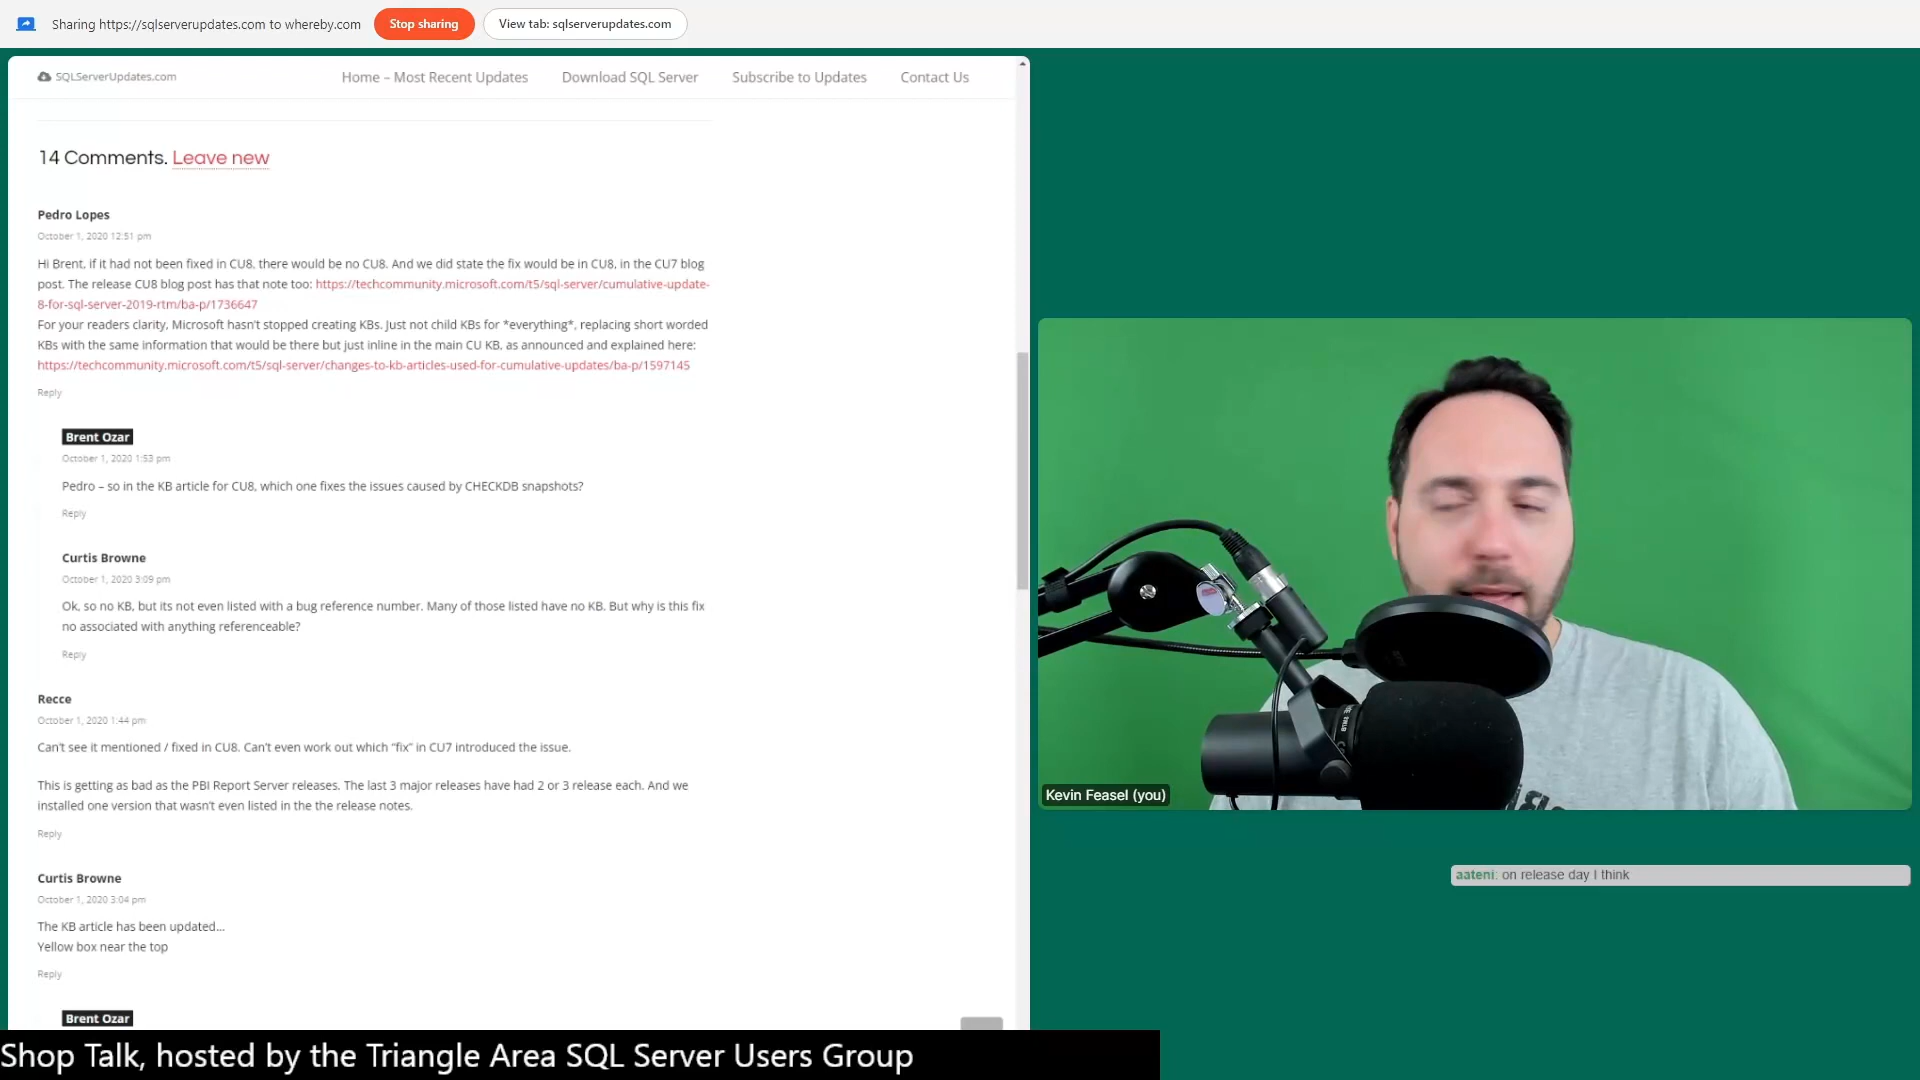 Sharing https://sqlserverupdates.com to whereby.com
Stop sharing
View tab: sqlserverupdates.com
SQLServerUpdates.com
Home – Most Recent Updates
Download SQL Server
Subscribe to Updates
Contact Us
14 Comments. Leave new
Pedro Lopes
October 1, 2020 12:51 pm
Hi Brent, if it had not been fixed in CU8, there would be no CU8. And we did state the fix would be in CU8, in the CU7 blog
post. The release CU8 blog post has that note too: https://techcommunity.microsoft.com/t5/sql-server/cumulative-update-
8-for-sql-server-2019-rtm/ba-p/1736647
For your readers clarity, Microsoft hasn't stopped creating KBs. Just not child KBs for *everything*, replacing short worded
KBs with the same information that would be there but just inline in the main CU KB, as announced and explained here:
https://techcommunity.microsoft.com/t5/sql-server/changes-to-kb-articles-used-for-cumulative-updates/ba-p/1597145
Reply
Brent Ozar
October 1, 2020 1:53 pm
Pedro – so in the KB article for CU8, which one fixes the issues caused by CHECKDB snapshots?
Reply
Curtis Browne
October 1, 2020 3:09 pm
Ok, so no KB, but its not even listed with a bug reference number. Many of those listed have no KB. But why is this fix
no associated with anything referenceable?
Reply
Recce
October 1, 2020 1:44 pm
Can't see it mentioned / fixed in CU8. Can't even work out which "fix" in CU7 introduced the issue.
This is getting as bad as the PBI Report Server releases. The last 3 major releases have had 2 or 3 release each. And we
installed one version that wasn't even listed in the the release notes.
Reply
Curtis Browne
October 1, 2020 3:04 pm
The KB article has been updated...
Yellow box near the top
Reply
Brent Ozar
Kevin Feasel (you)
aateni: on release day I think
Shop Talk, hosted by the Triangle Area SQL Server Users Group